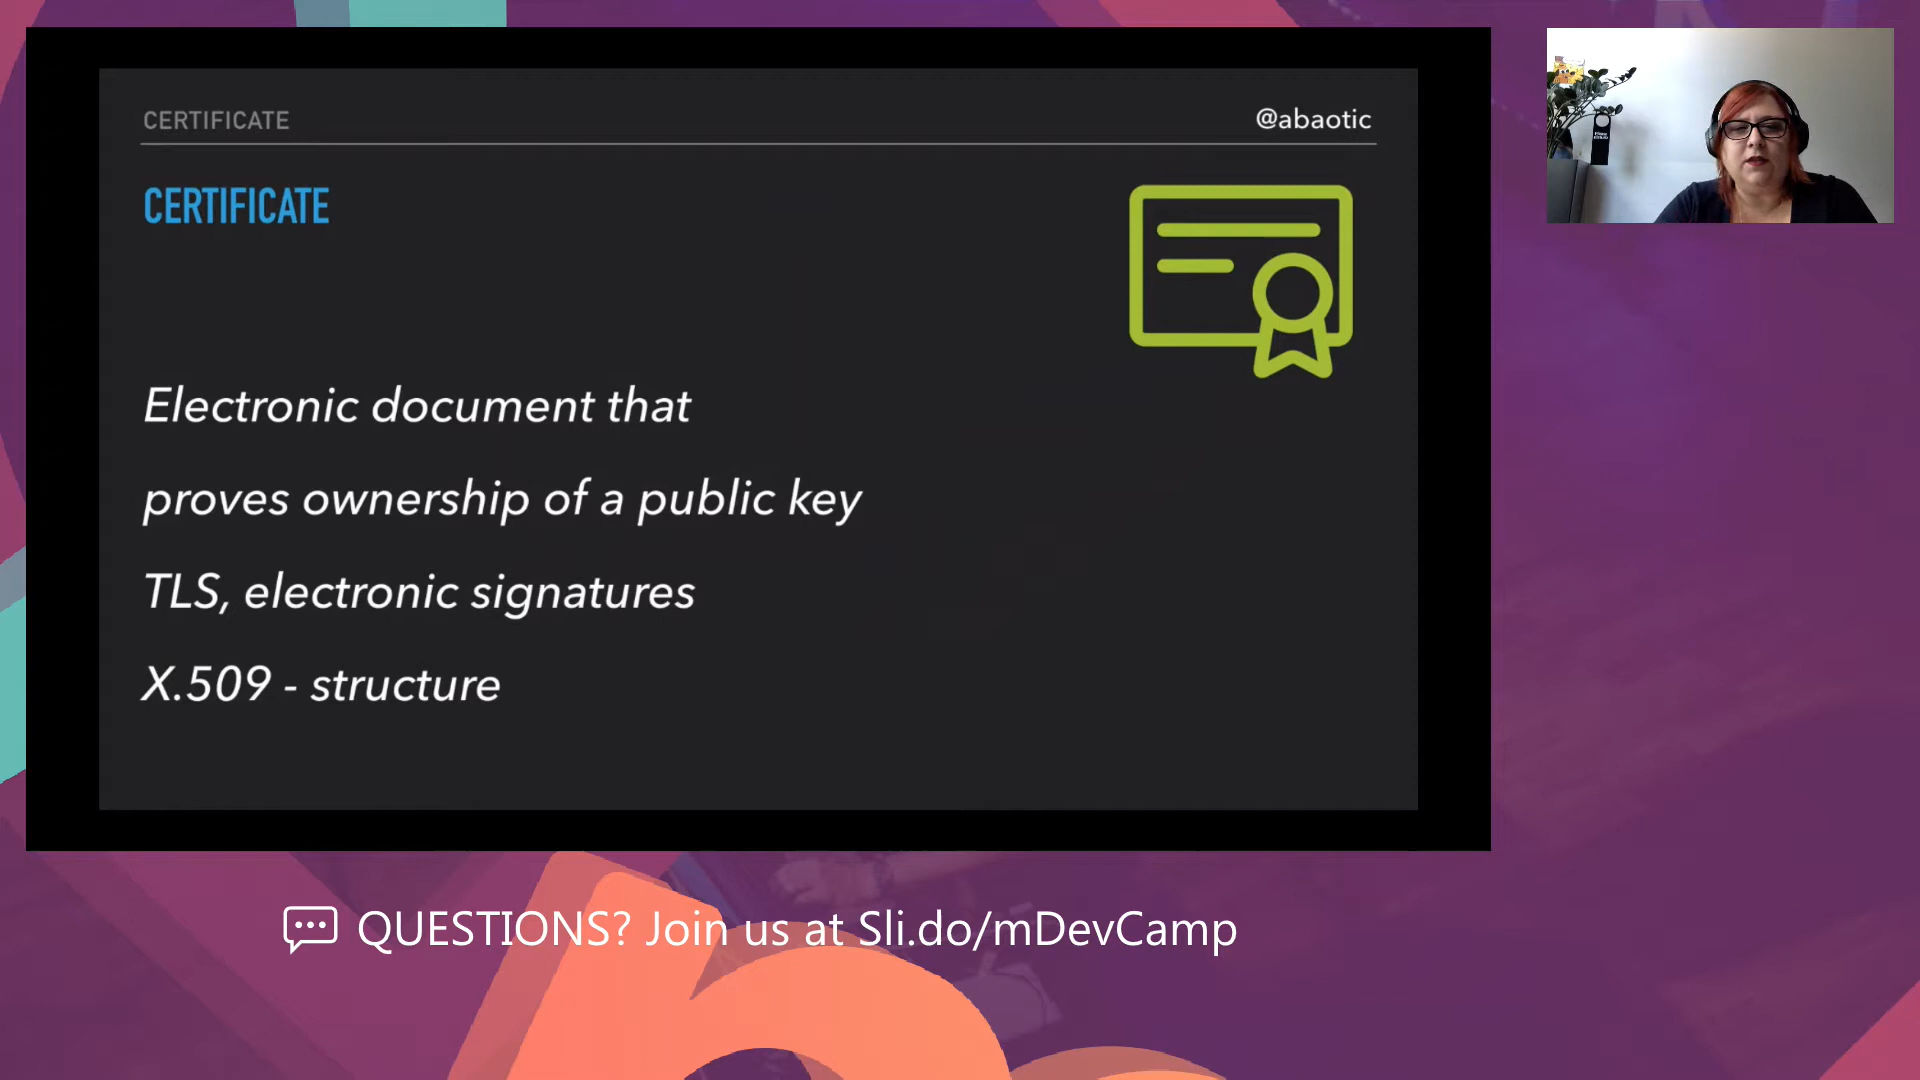 CERTIFICATE
@abaotic
CERTIFICATE
Electronic document that
proves ownership of a public key
TLS, electronic signatures
X.509 - structure
QUESTIONS? Join us at Sli.do/mDevCamp